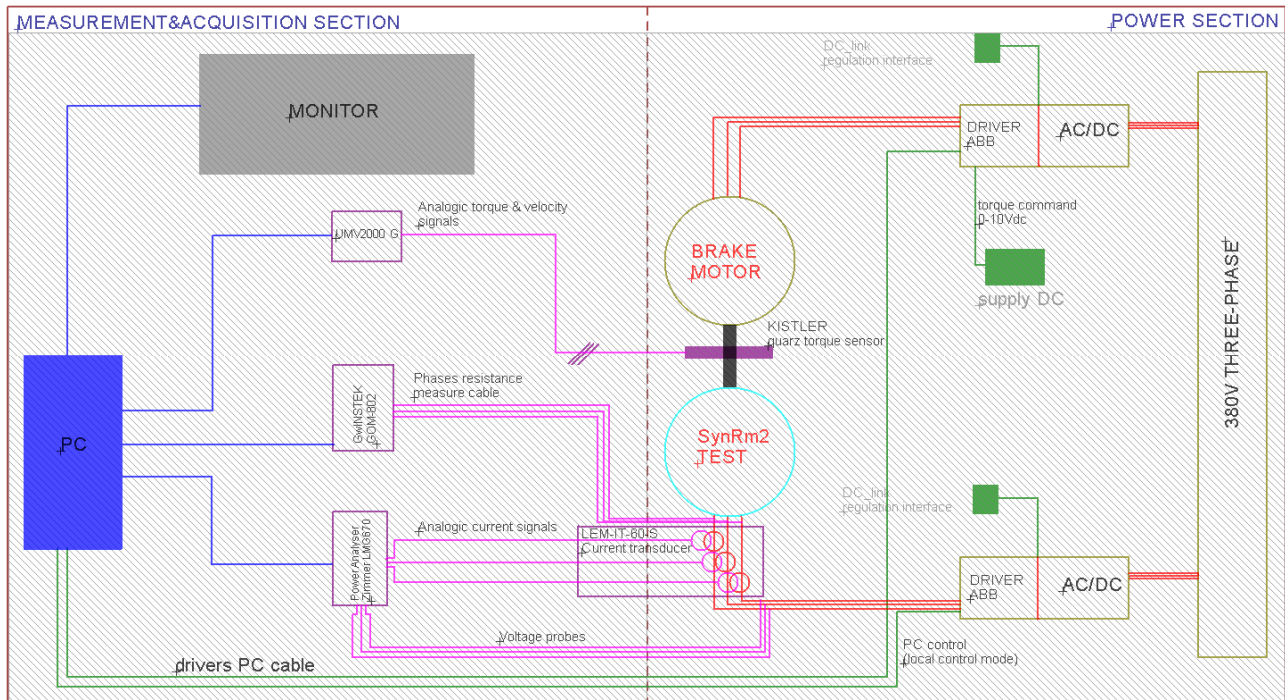 MEASUREMENT&ACQUISITION SECTION
POWER SECTION
MONITOR
DC_link
regulation interface
DRIVER
ABB
AC/DC
Analogic torque & velocity
signals
UMV2000 G
torque command
0-10Vdc
BRAKE
MOTOR
supply DC
380V THREE-PHASE
KISTLER
quarz torque sensor
Phases resistance
measure cable
GwINSTEK
GOM-802
PC
SynRm2
TEST
DC_link
regulation interface
Analogic current signals
LEM-IT-60-S
Current transducer
Power Analyser
Zimmer LMG670
DRIVER
ABB
AC/DC
Voltage probes
PC control
(local control mode)
drivers PC cable